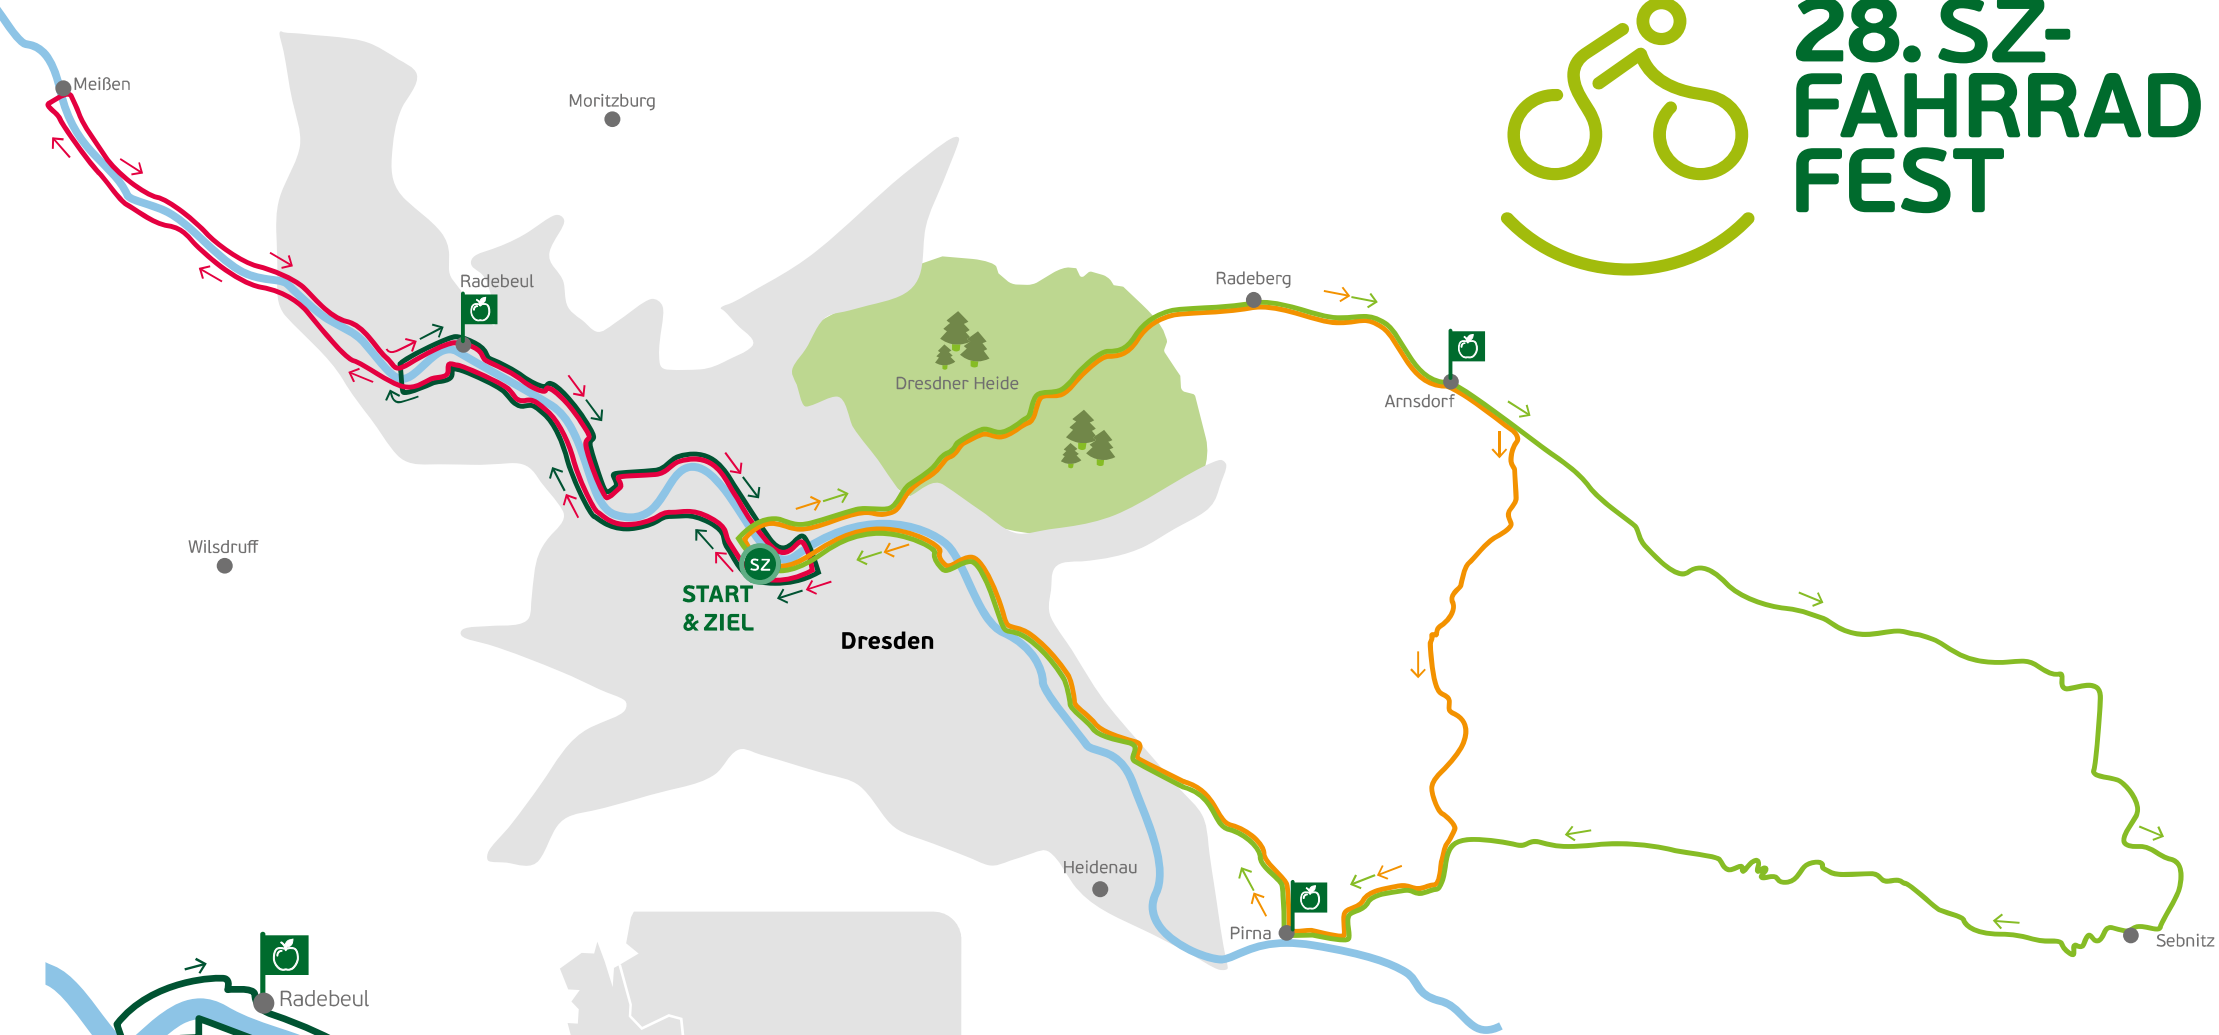 28. SZ-
FAHRRAD
FEST
Meißen
Moritzburg
Radebeul
Radeberg
Dresdner Heide
Arnsdorf
Wilsdruff
SZ
START
& ZIEL
Dresden
Heidenau
Pirna
Sebnitz
Radebeul